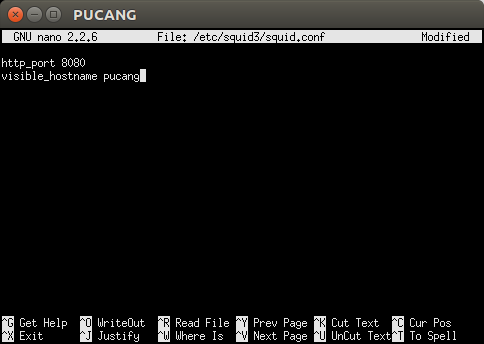 PUCANG
GNU nano 2.2.6 File: /etc/squid3/squid.conf Modified
http_port 8080
visible_hostname pucang
^G Get Help ^O WriteOut ^R Read File ^Y Prev Page ^K Cut Text ^C Cur Pos
^X Exit ^J Justify ^W Where Is ^V Next Page ^U UnCut Text ^T To Spell